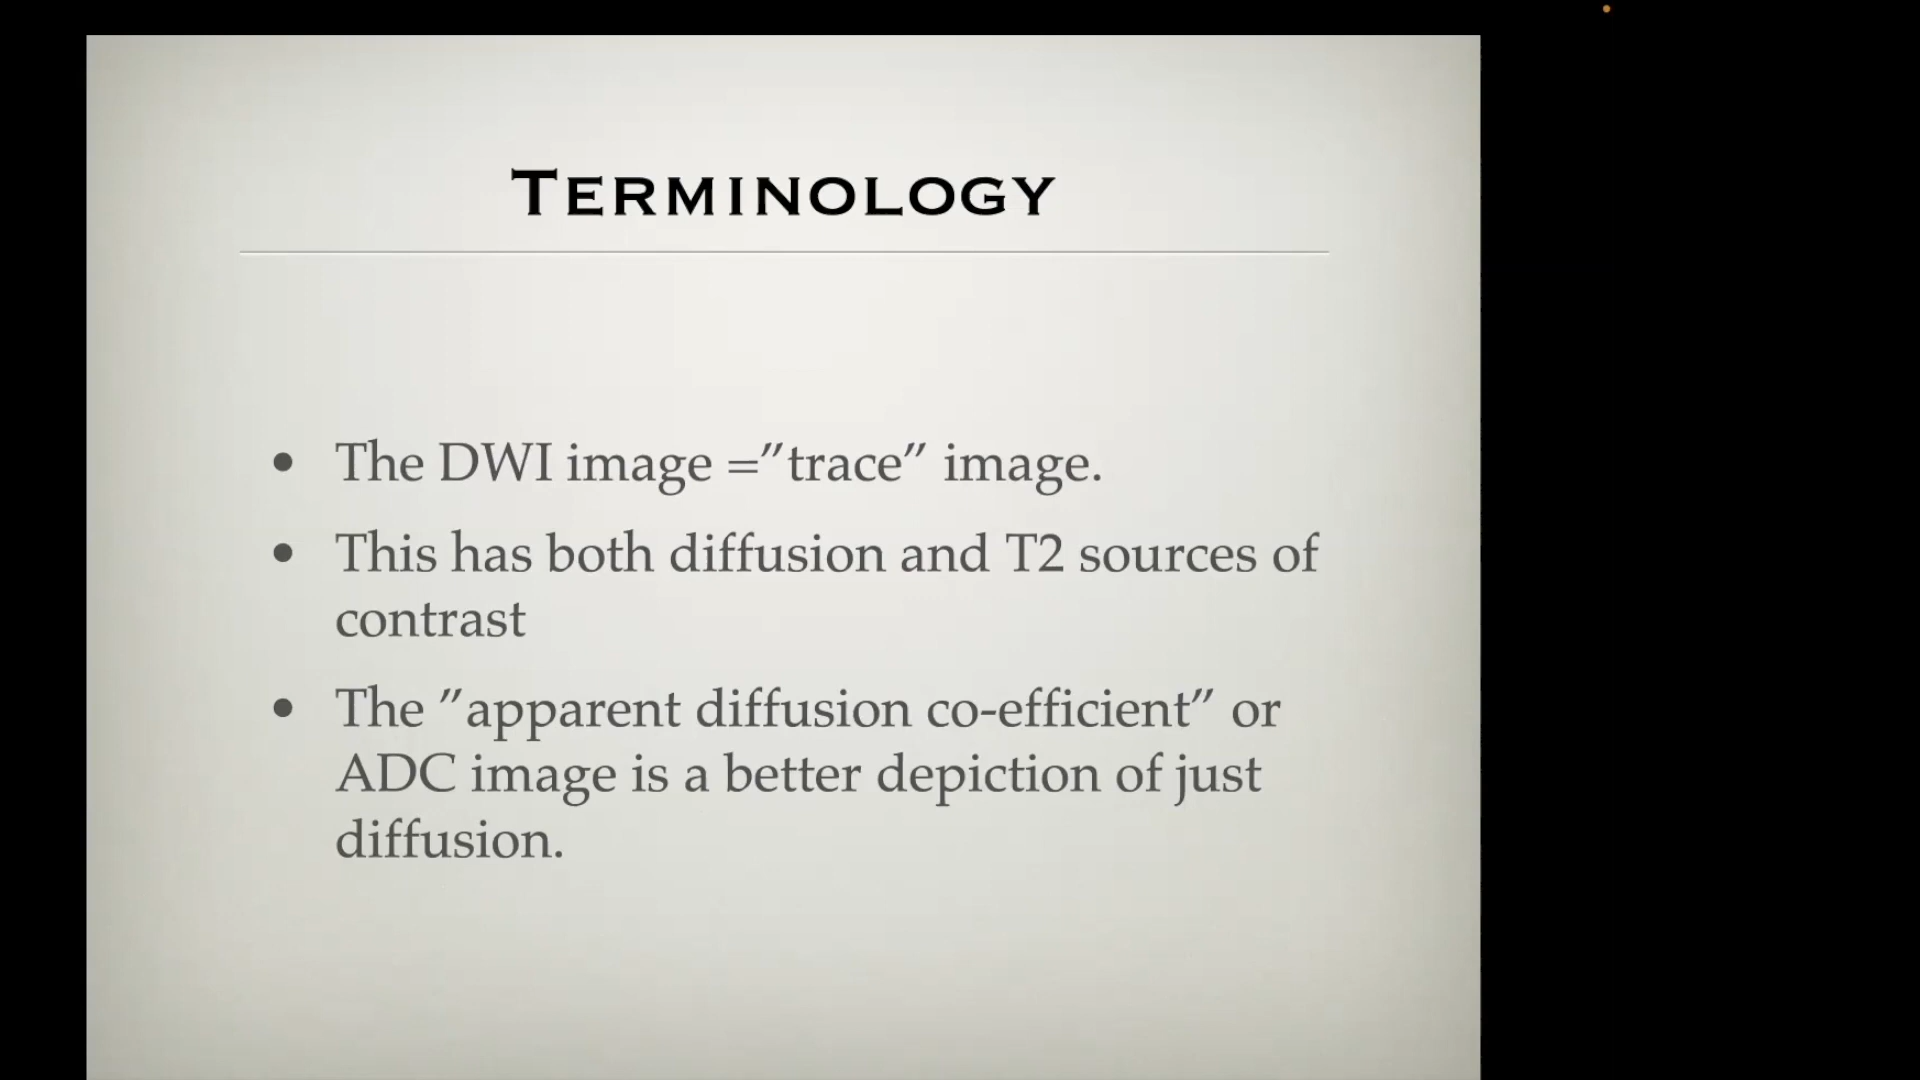 Terminology
• The DWI image =”trace” image.
• This has both diffusion and T2 sources of
contrast
• The ”apparent diffusion co-efficient” or
ADC image is a better depiction of just
diffusion.